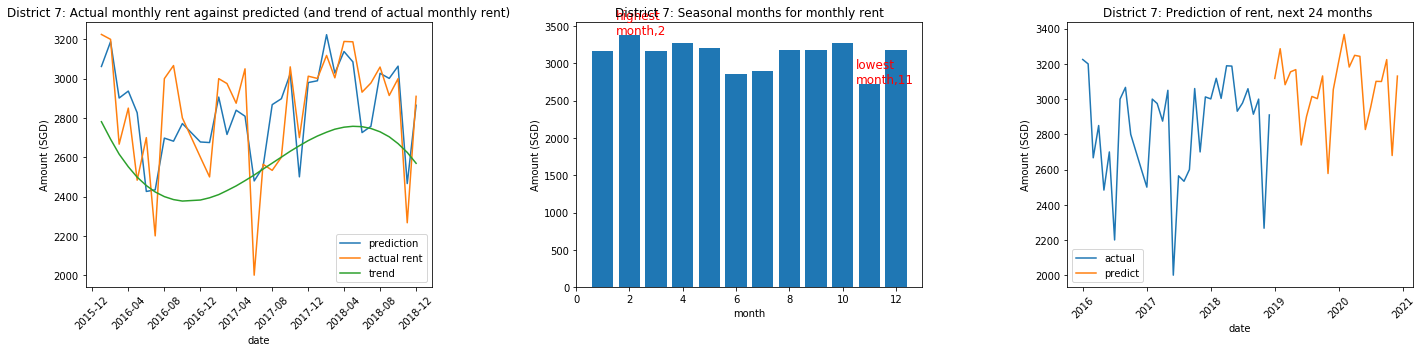 District 7: Actual monthly rent against predicted (and trend of actual monthly rent)
Amount (SGD)
3200
3000
2800
2600
2400
2200
2000
prediction
actual rent
trend
2015-12
2016-04
2016-08
2016-12
2017-04
2017-08
2017-12
2018-04
2018-08
2018-12
date
District 7: Seasonal months for monthly rent
highest
month,2
lowest
month,11
Amount (SGD)
3500
3000
2500
2000
1500
1000
500
0
0
2
4
6
8
10
12
month
District 7: Prediction of rent, next 24 months
Amount (SGD)
3400
3200
3000
2800
2600
2400
2200
2000
actual
predict
2016
2017
2018
2019
2020
2021
date